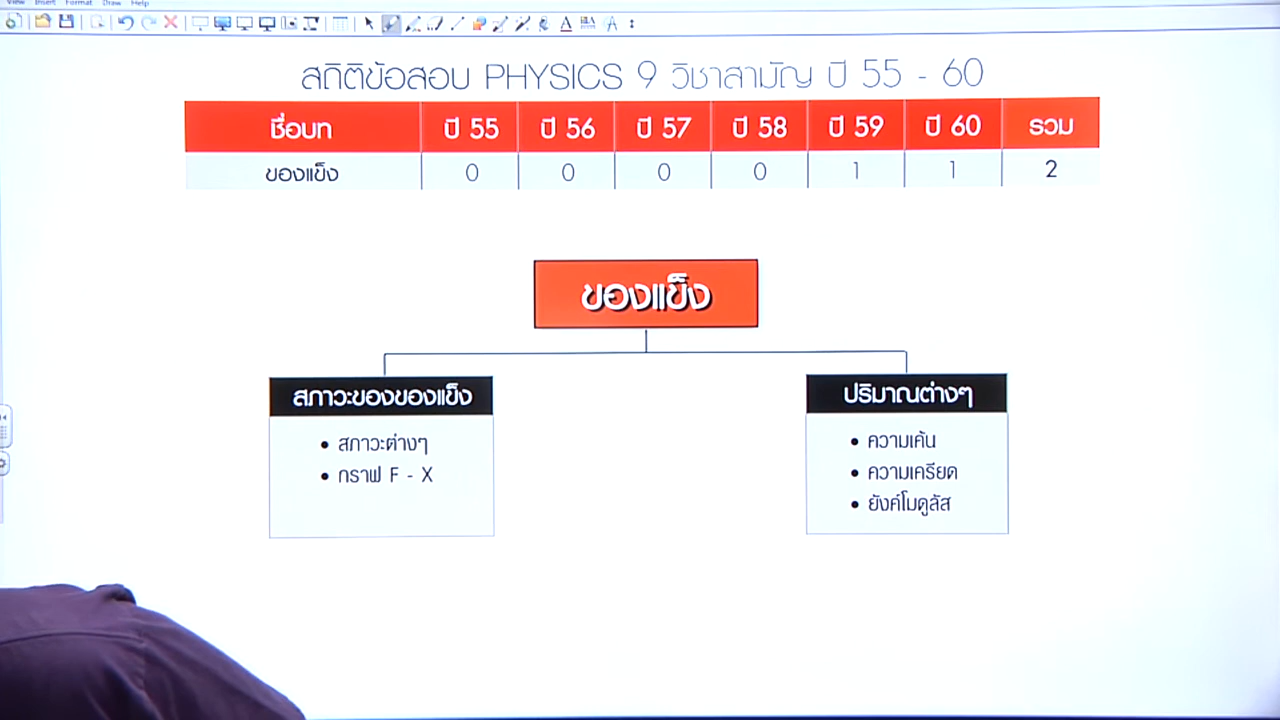 View Insert Format Draw Help
สถิติข้อสอบ PHYSICS 9 วิชาสามัญ ปี 55 - 60
ชื่อบท ปี 55 ปี 56 ปี 57 ปี 58 ปี 59 ปี 60 รวม
ของแข็ง 0 0 0 0 1 1 2
ของแข็ง
สภาวะของของแข็ง
• สภาวะต่างๆ
• กราฟ F - X
ปริมาณต่างๆ
• ความเค้น
• ความเครียด
• ยังค์โมดูลัส